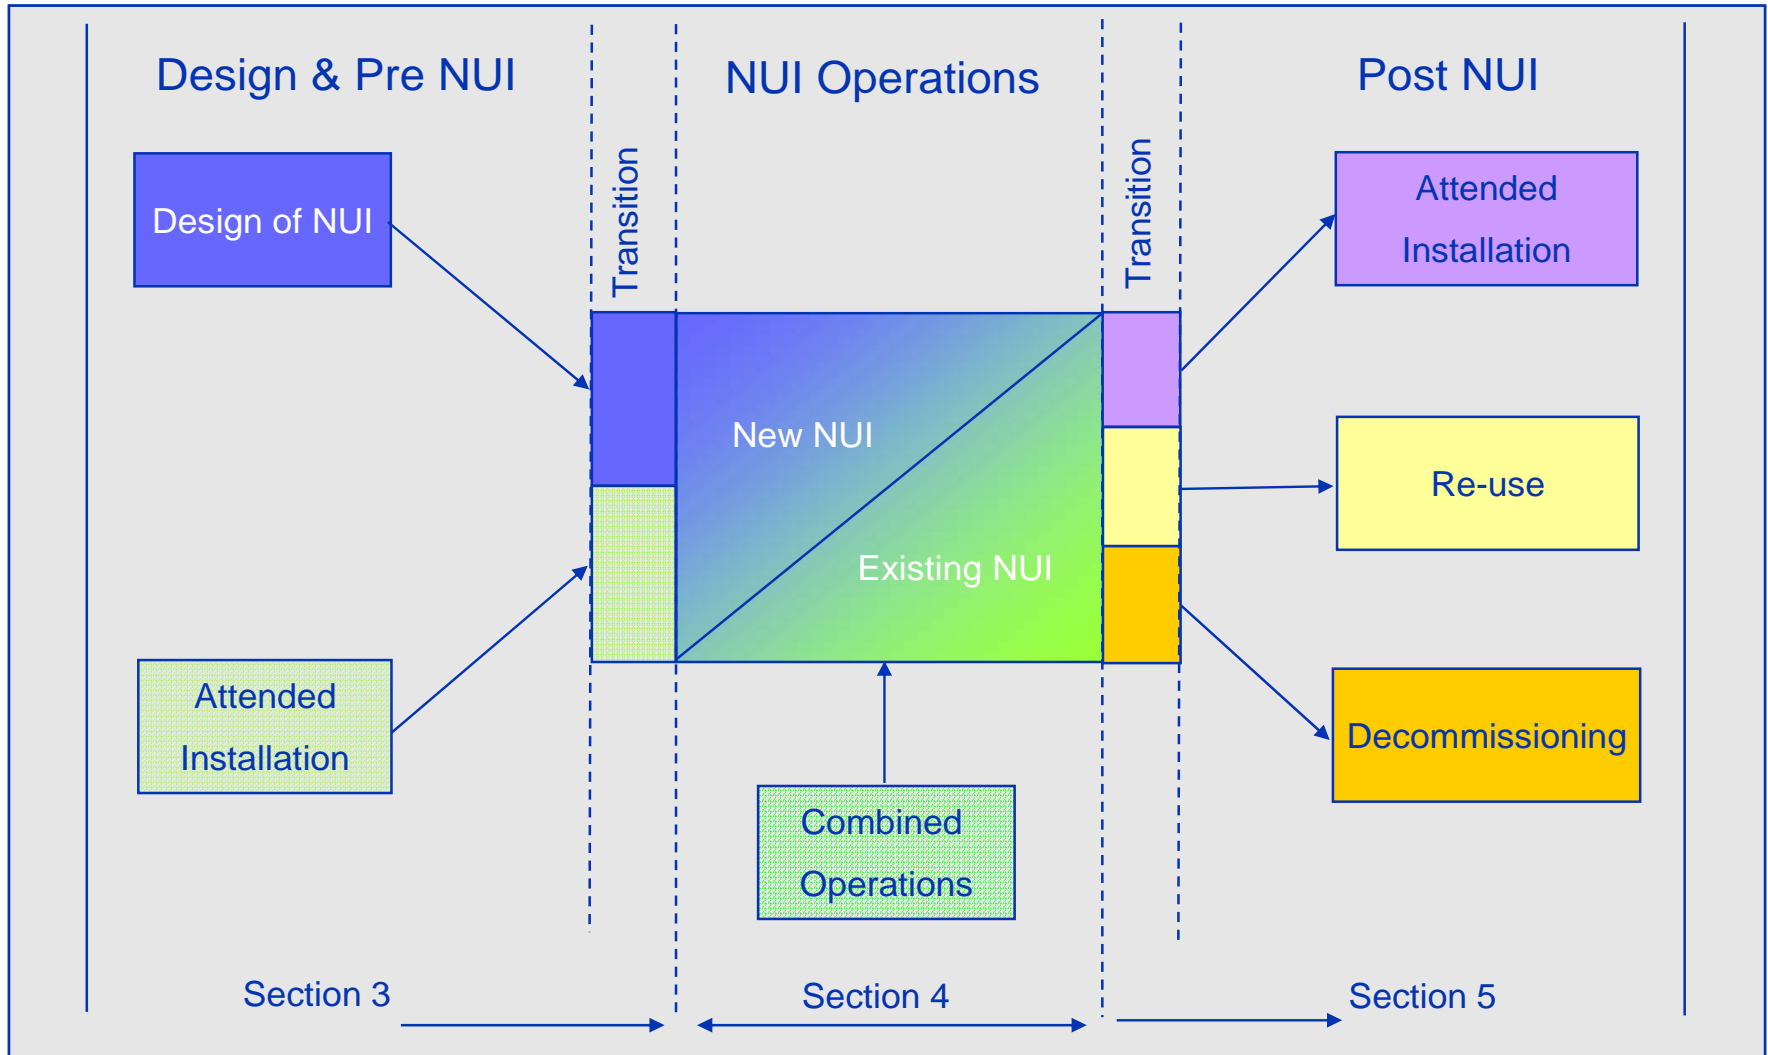 Design & Pre NUI
NUI Operations
Post NUI
Transition
Transition
Design of NUI
Attended
Installation
New NUI
Existing NUI
Re-use
Attended
Installation
Decommissioning
Combined
Operations
Section 3
Section 4
Section 5